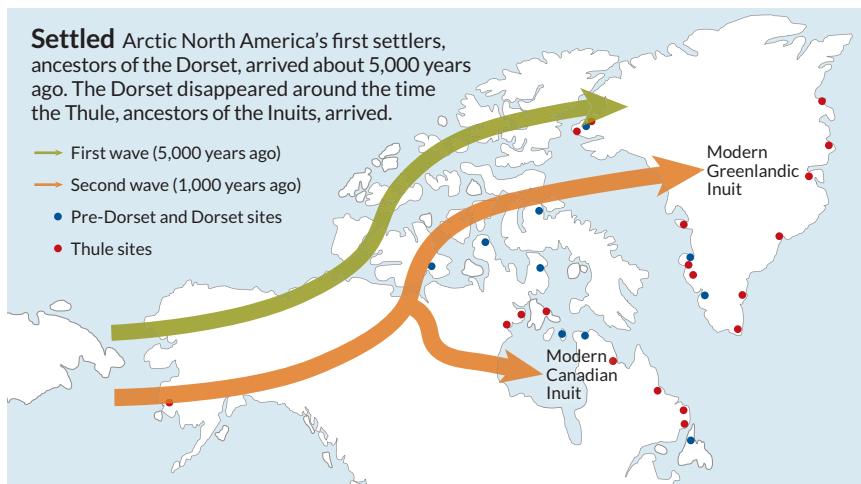 Settled Arctic North America's first settlers,
ancestors of the Dorset, arrived about 5,000 years
ago. The Dorset disappeared around the time
the Thule, ancestors of the Inuits, arrived.
First wave (5,000 years ago)
Second wave (1,000 years ago)
Pre-Dorset and Dorset sites
Thule sites
Modern
Greenlandic
Inuit
Modern
Canadian
Inuit